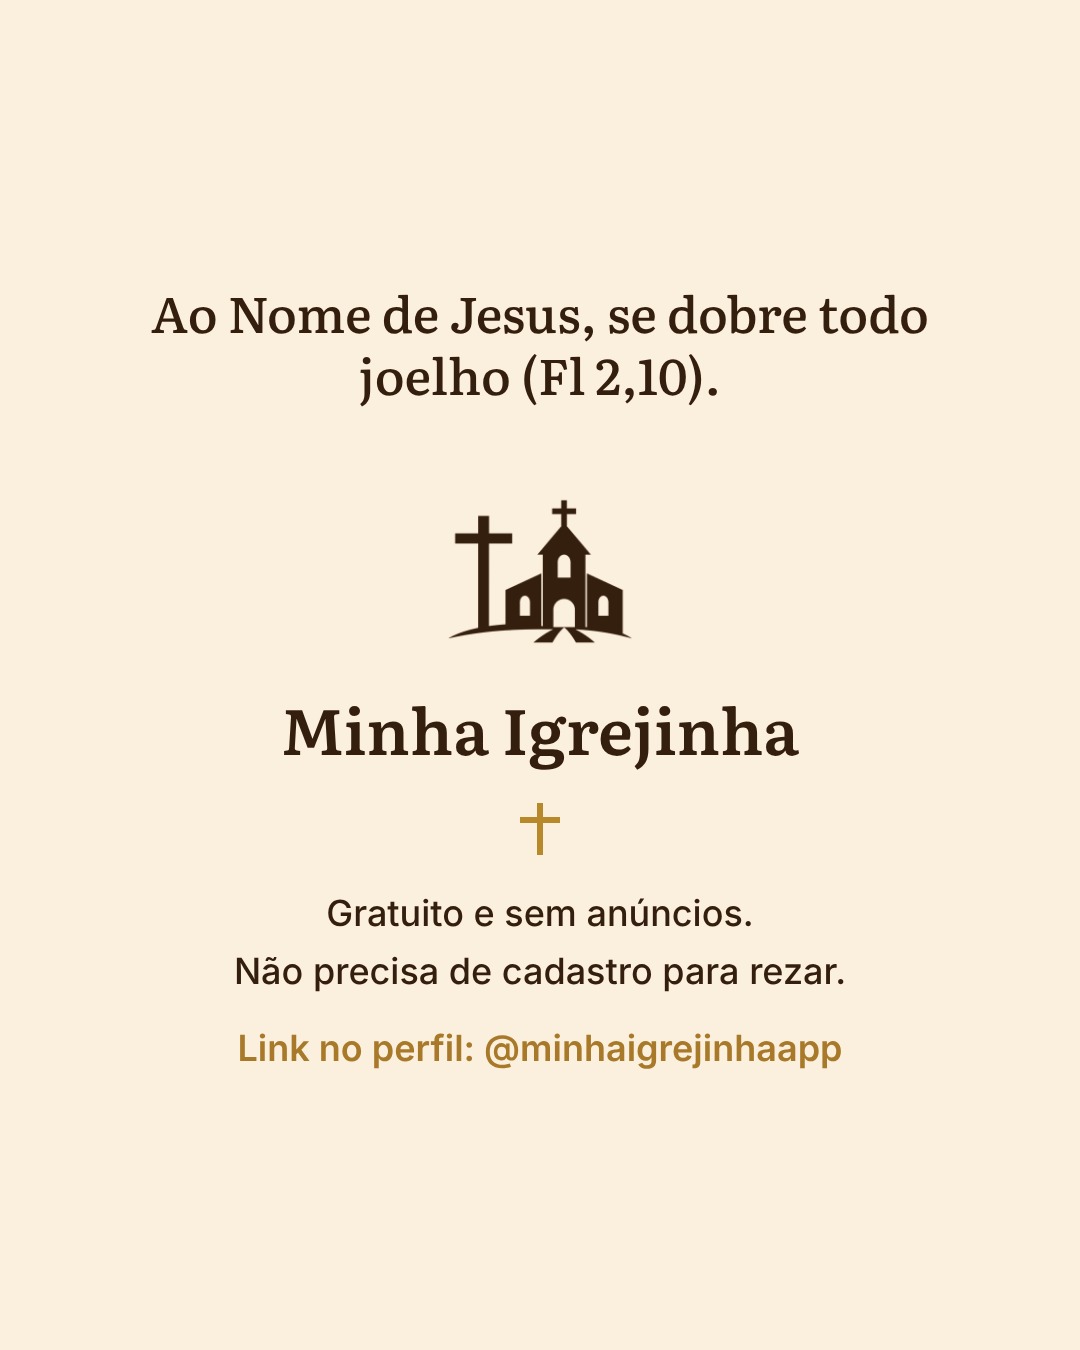 Ao Nome de Jesus, se dobre todo
joelho (Fl 2,10).
Minha Igrejinha
Gratuito e sem anúncios.
Não precisa de cadastro para rezar.
Link no perfil: @minhaigrejinhaapp